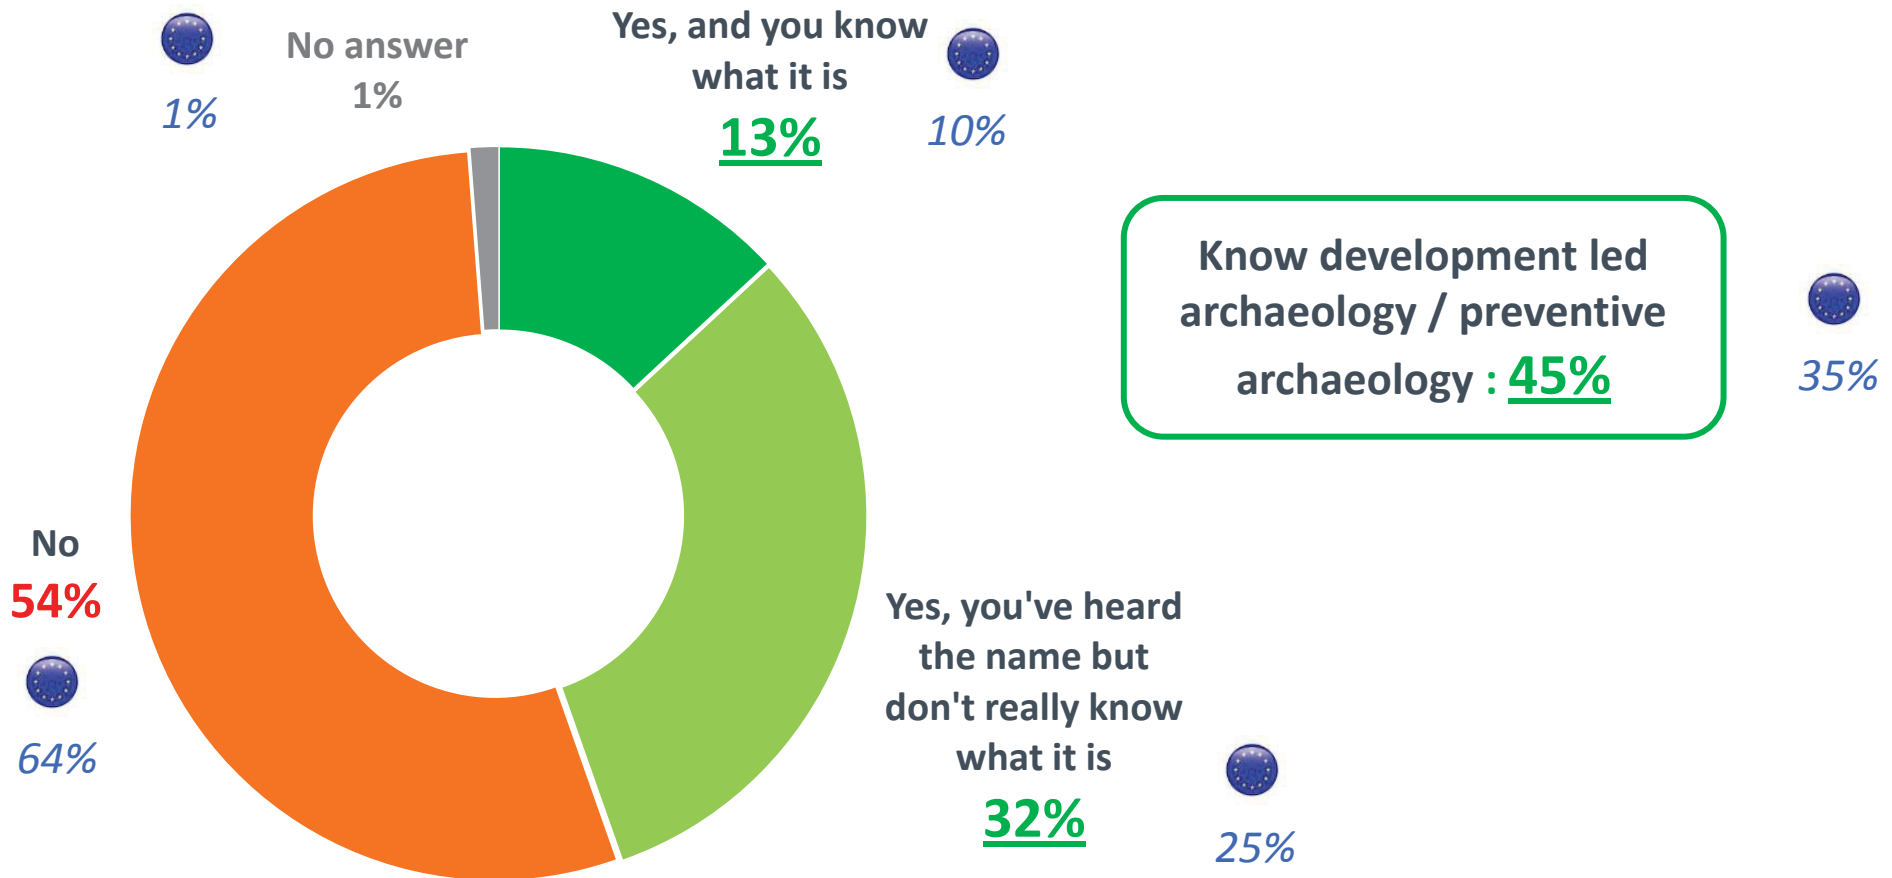 No answer
1%
1%
Yes, and you know
what it is
13%
10%
Know development led
archaeology / preventive
archaeology : 45%
35%
No
54%
64%
Yes, you've heard
the name but
don't really know
what it is
32%
25%